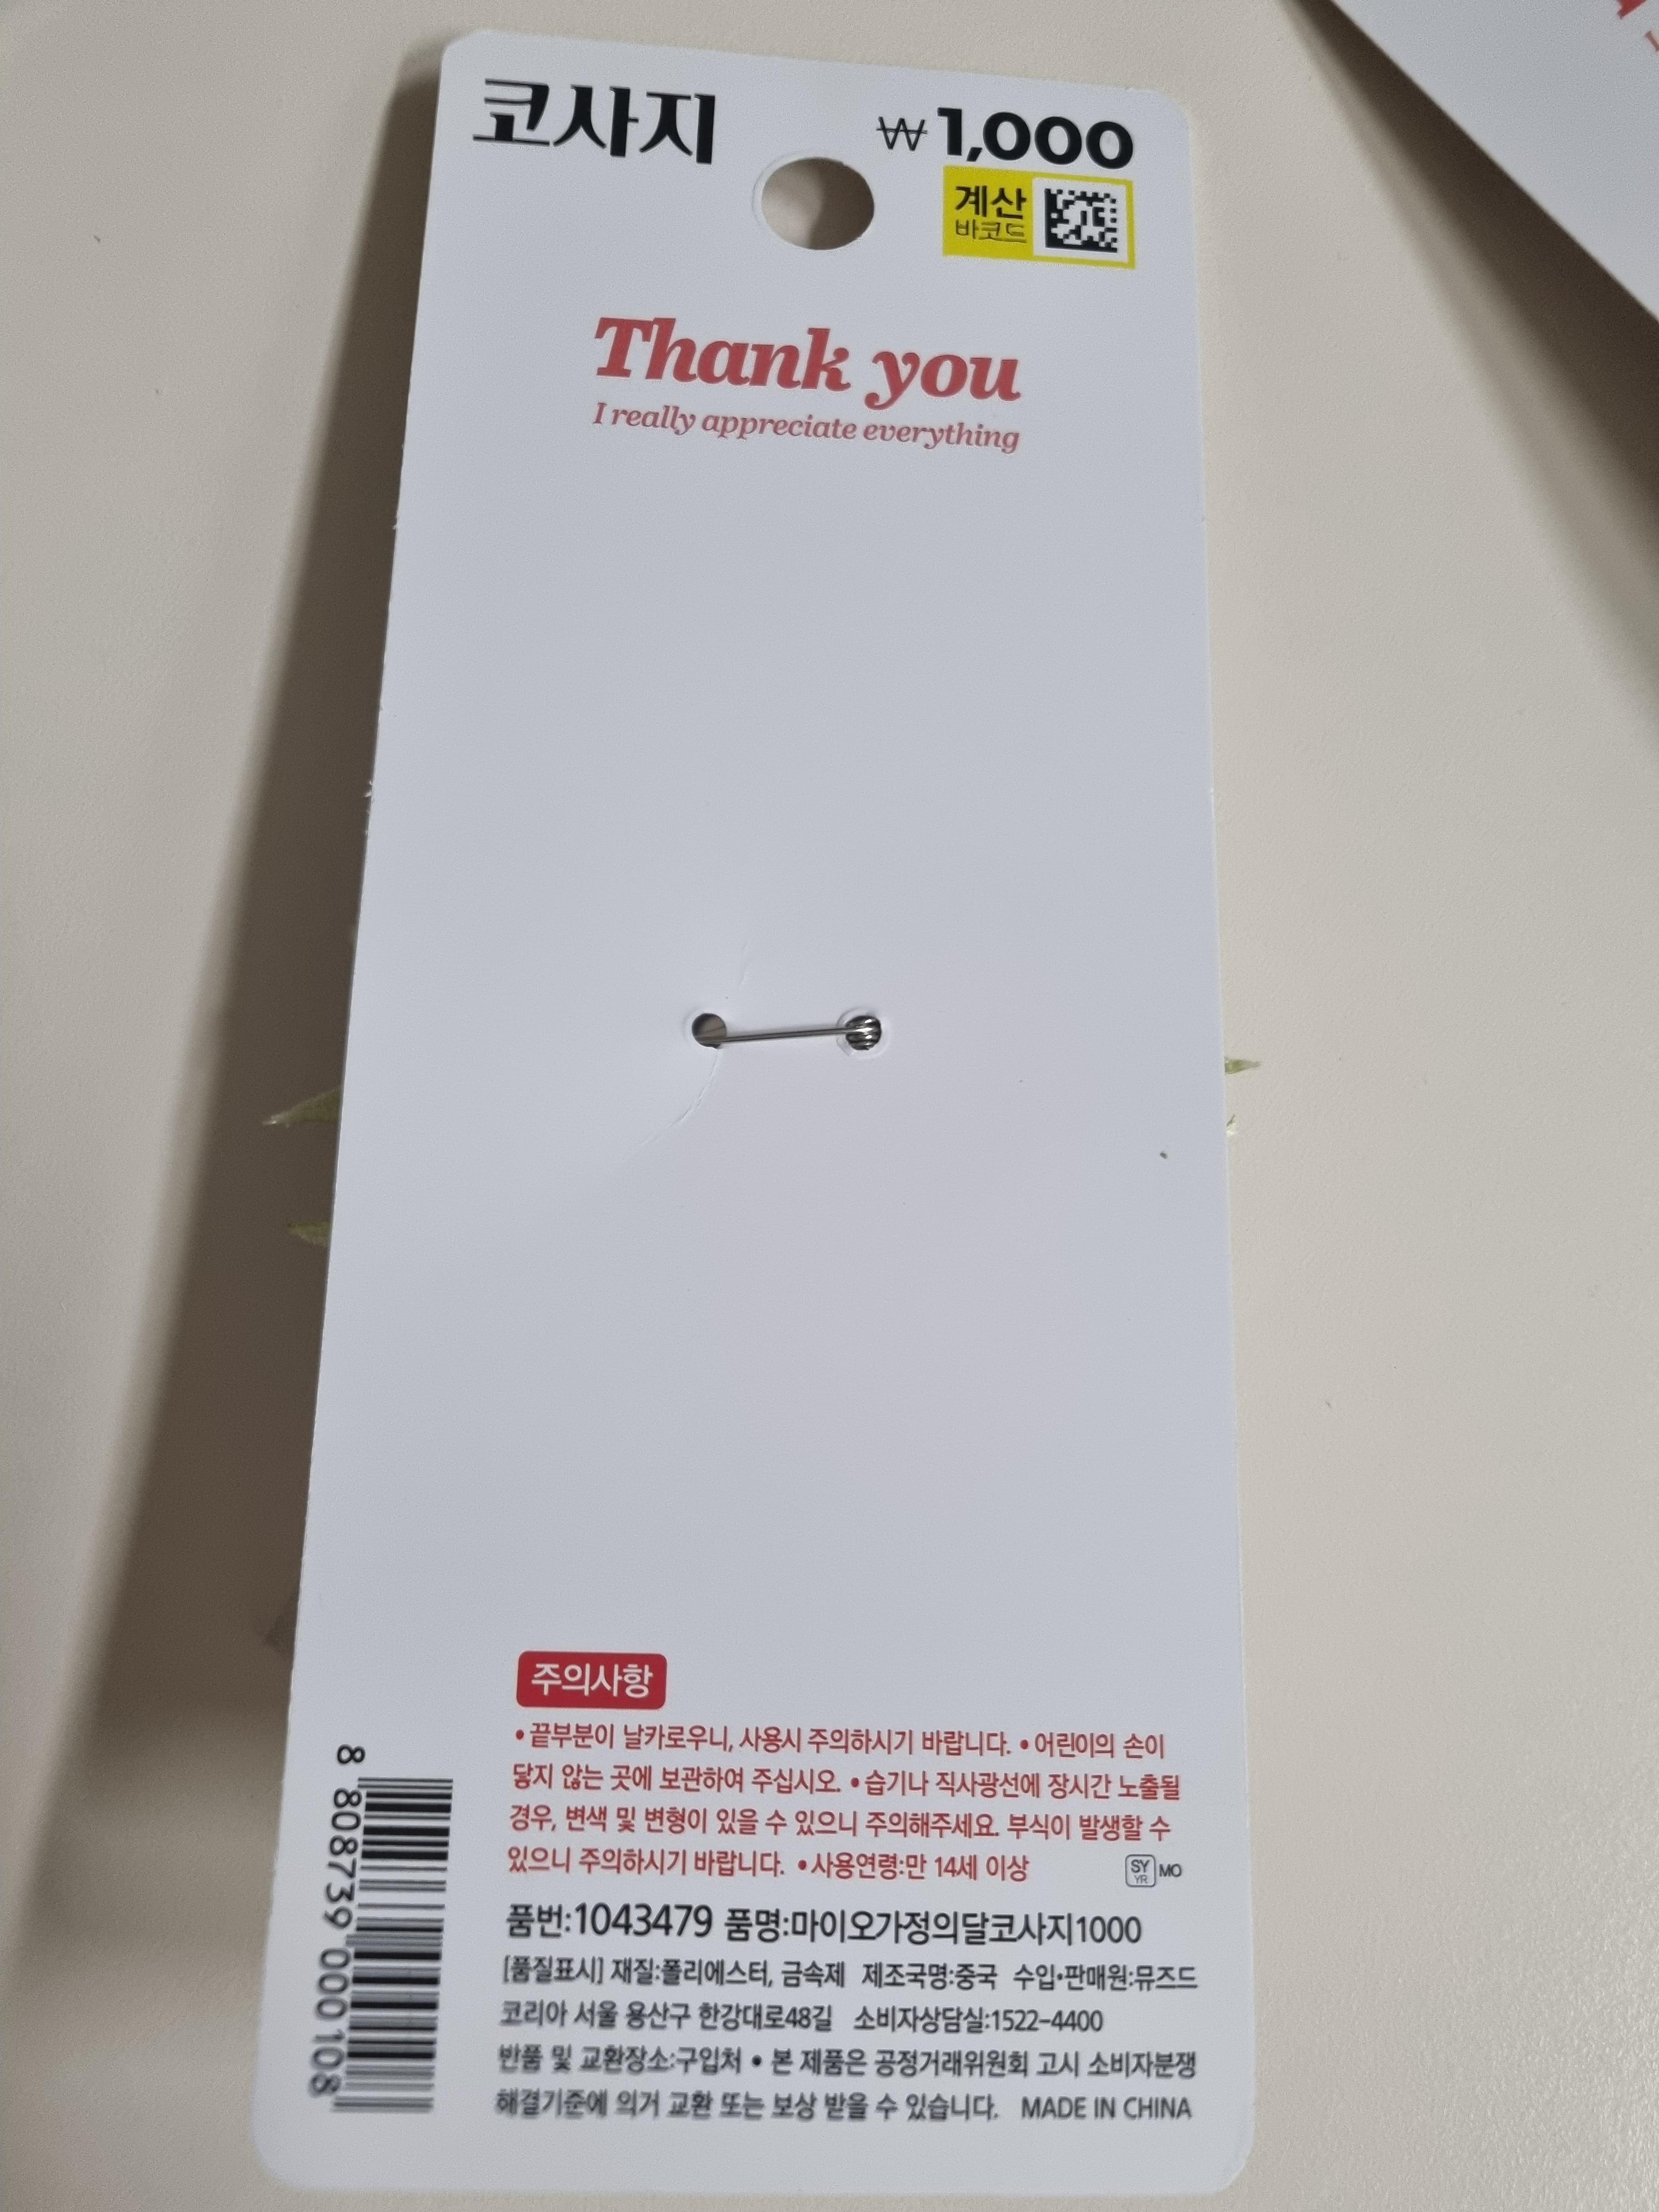 코사지
₩1,000
계산
바코드
Thank you
I really appreciate everything
주의사항
• 끝부분이 날카로우니, 사용시 주의하시기 바랍니다. • 어린이의 손이
닿지 않는 곳에 보관하여 주십시오. • 습기나 직사광선에 장시간 노출될
경우, 변색 및 변형이 있을 수 있으니 주의해주세요. 부식이 발생할 수
있으니 주의하시기 바랍니다. • 사용연령:만 14세 이상
SY
YR
MO
품번:1043479 품명:마이오가정의달코사지1000
[품질표시] 재질:폴리에스터, 금속제 제조국명:중국 수입•판매원:뮤즈드
코리아 서울 용산구 한강대로48길 소비자상담실:1522-4400
반품 및 교환장소:구입처 • 본 제품은 공정거래위원회 고시 소비자분쟁
해결기준에 의거 교환 또는 보상 받을 수 있습니다. MADE IN CHINA
8 808739 000108